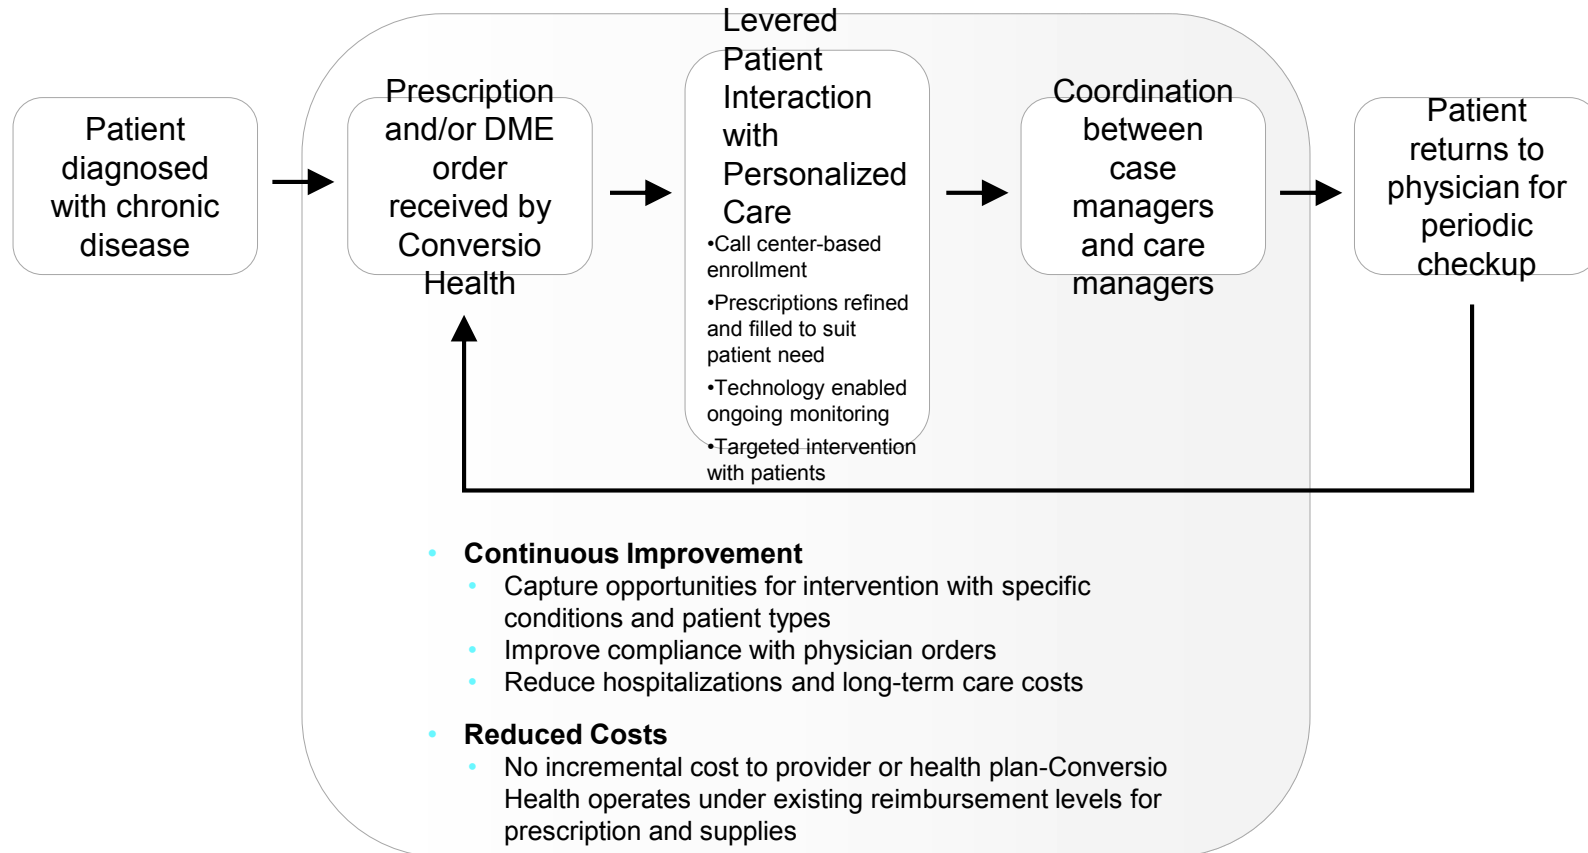 Patient
diagnosed
with chronic
disease
Prescription
and/or DME
order
received by
Conversio
Health
Levered
Patient
Interaction
with
Personalized
Care
•Call center-based
enrollment
•Prescriptions refined
and filled to suit
patient need
•Technology enabled
ongoing monitoring
•Targeted intervention
with patients
Coordination
between
case
managers
and care
managers
Patient
returns to
physician for
periodic
checkup
• Continuous Improvement
• Capture opportunities for intervention with specific
conditions and patient types
• Improve compliance with physician orders
• Reduce hospitalizations and long-term care costs
• Reduced Costs
• No incremental cost to provider or health plan-Conversio
Health operates under existing reimbursement levels for
prescription and supplies